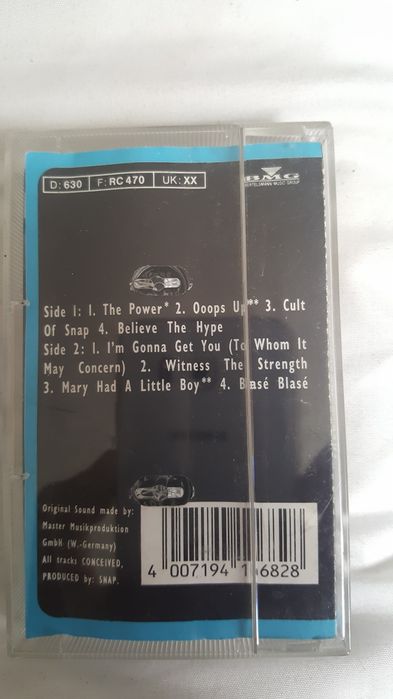 D: 630 F: RC 470 UK: XX
BMG
BERTELSMANN MUSIC GROUP
Side 1: 1. The Power* 2. Ooops Up** 3. Cult
Of Snap 4. Believe The Hype
Side 2: 1. I'm Gonna Get You (To Whom It
May Concern) 2. Witness The Strength
3. Mary Had A Little Boy** 4. Blasé Blasé
Original Sound made by:
Master Musikproduktion
GmbH (W.-Germany)
All tracks CONCEIVED,
PRODUCED by: SNAP.
4 007194 106828